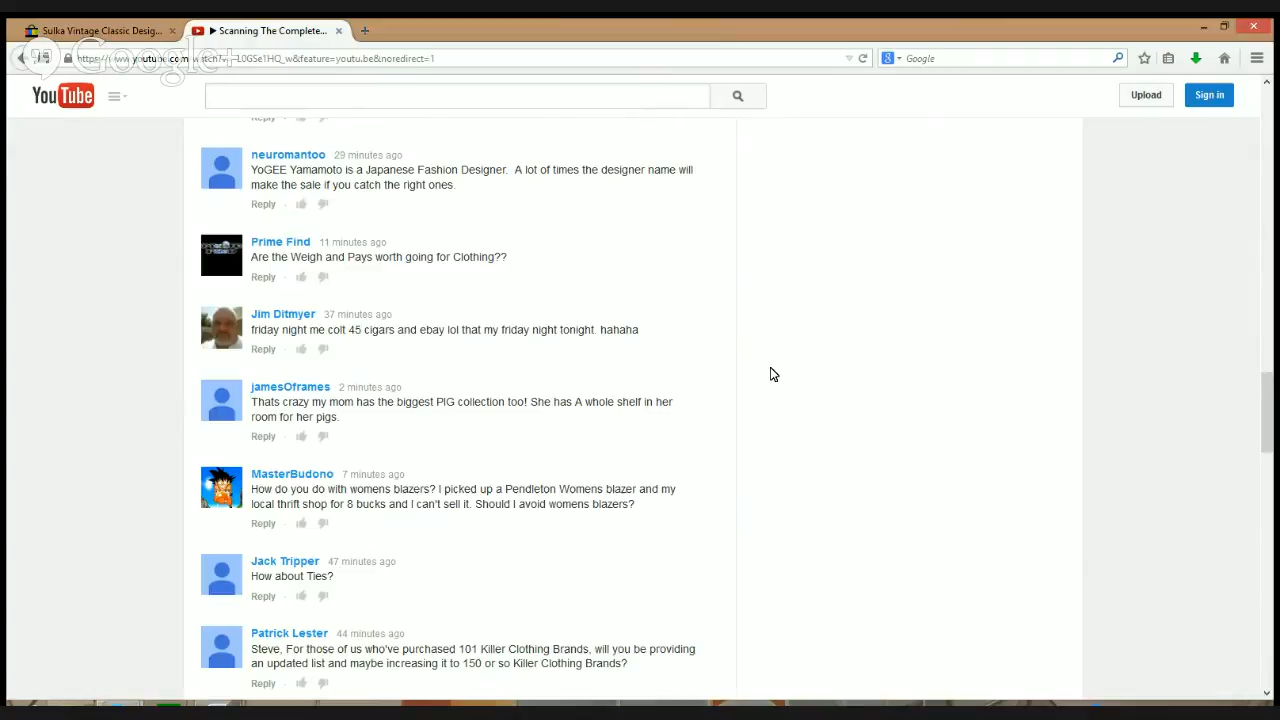 Sulka Vintage Classic Desig...
▶ Scanning The Complete...
Google+
youtube.com
&feature=youtu.be&noredirect=1
Google
YouTube
Upload
Sign in
Reply
neuromantoo 29 minutes ago
YoGEE Yamamoto is a Japanese Fashion Designer. A lot of times the designer name will
make the sale if you catch the right ones.
Reply
Prime Find 11 minutes ago
Are the Weigh and Pays worth going for Clothing??
Reply
Jim Ditmyer 37 minutes ago
friday night me colt 45 cigars and ebay lol that my friday night tonight. hahaha
Reply
jamesOframes 2 minutes ago
Thats crazy my mom has the biggest PIG collection too! She has A whole shelf in her
room for her pigs.
Reply
MasterBudono 7 minutes ago
How do you do with womens blazers? I picked up a Pendleton Womens blazer and my
local thrift shop for 8 bucks and I can't sell it. Should I avoid womens blazers?
Reply
Jack Tripper 47 minutes ago
How about Ties?
Reply
Patrick Lester 44 minutes ago
Steve, For those of us who've purchased 101 Killer Clothing Brands, will you be providing
an updated list and maybe increasing it to 150 or so Killer Clothing Brands?
Reply